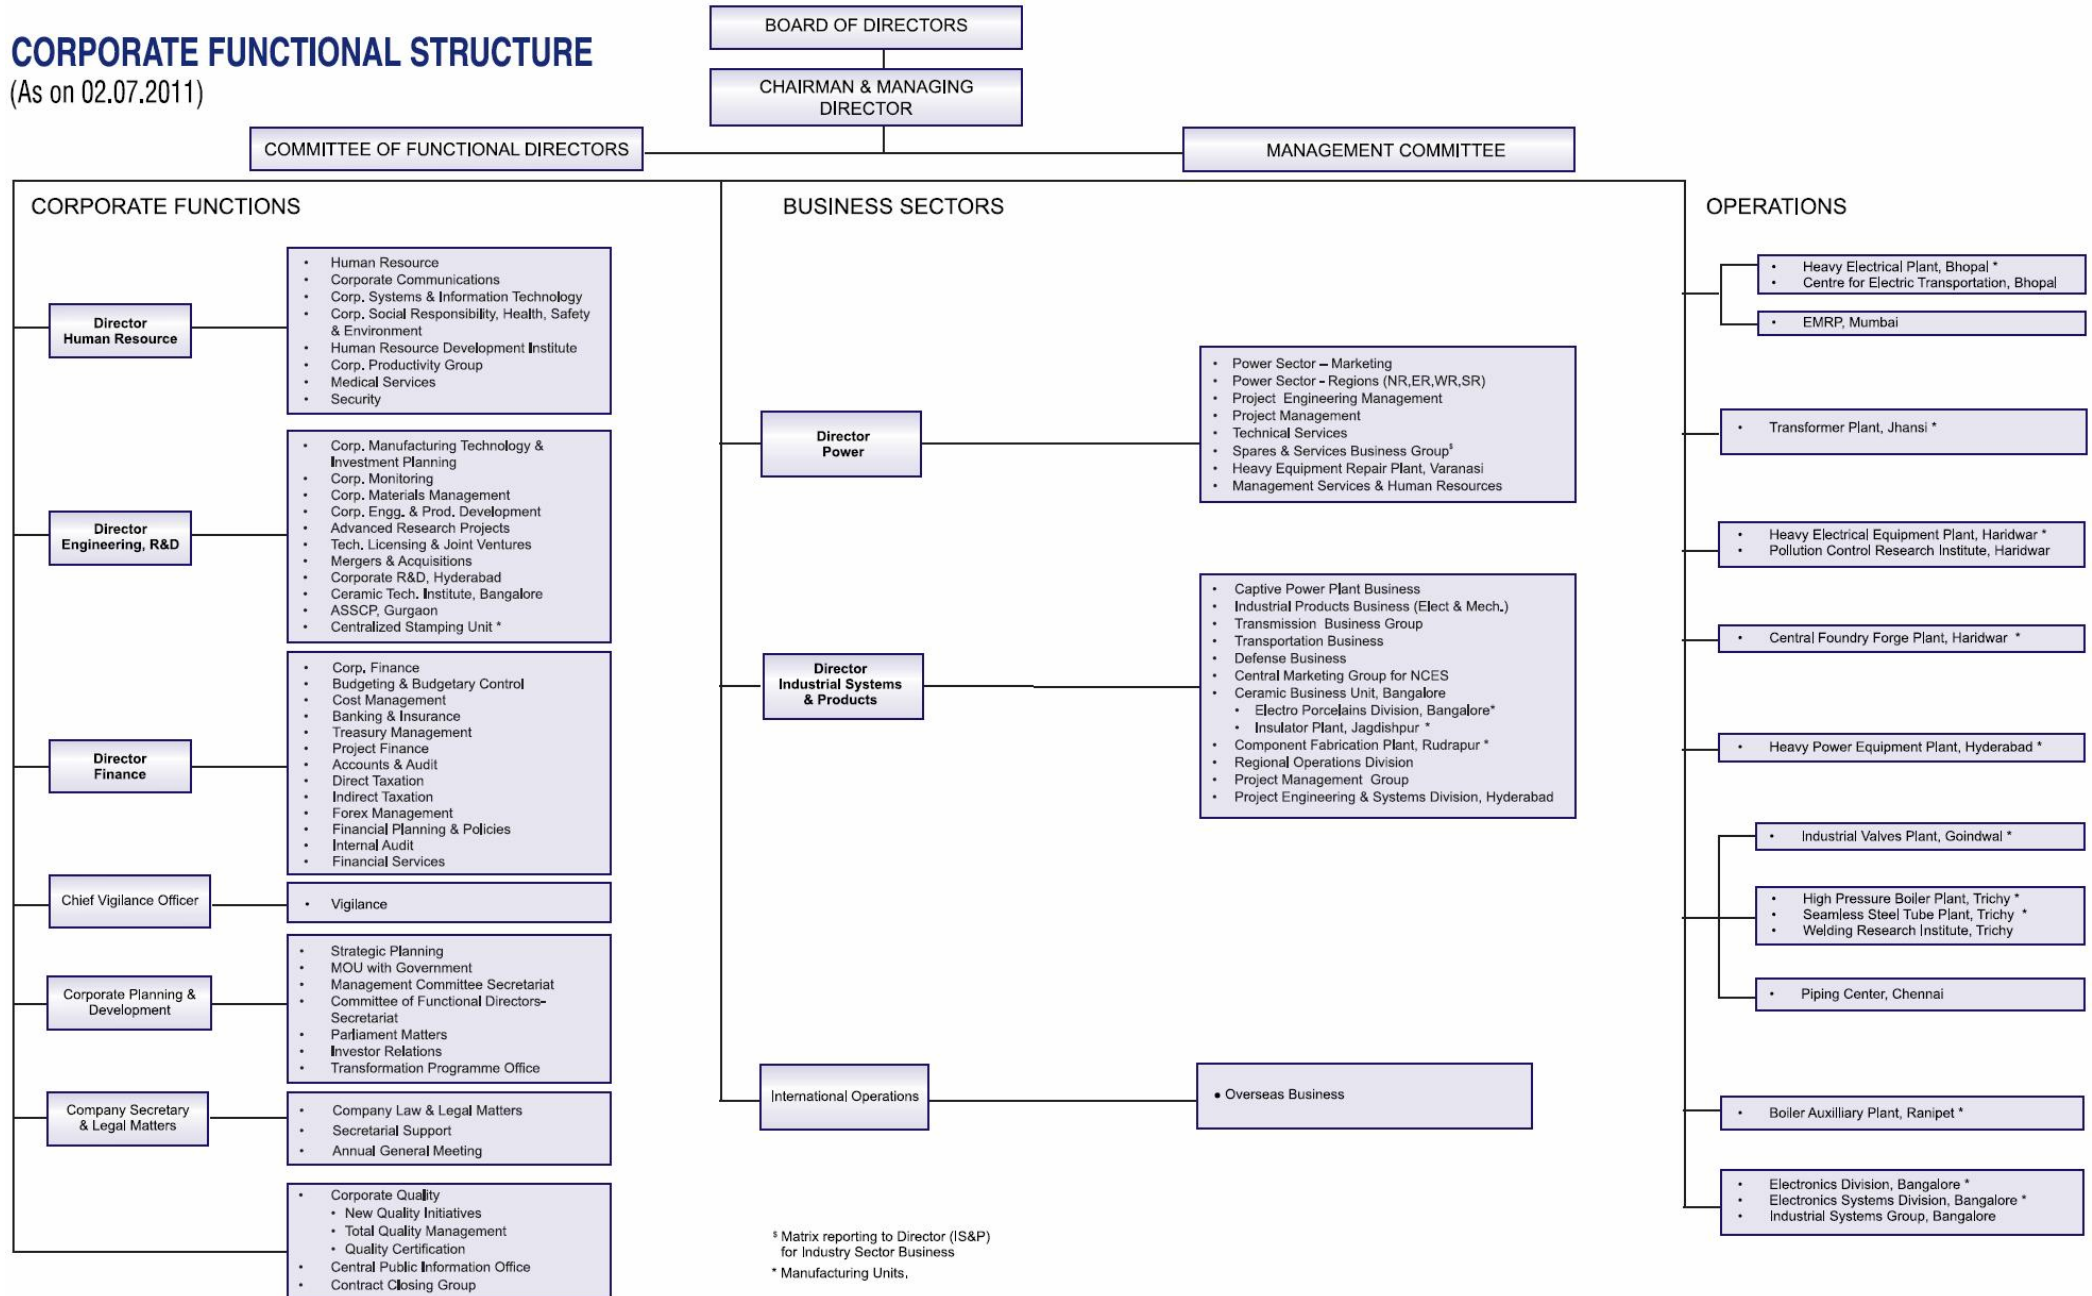 CORPORATE FUNCTIONAL STRUCTURE
(As on 02.07.2011)
BOARD OF DIRECTORS
CHAIRMAN & MANAGING
DIRECTOR
COMMITTEE OF FUNCTIONAL DIRECTORS
MANAGEMENT COMMITTEE
CORPORATE FUNCTIONS
Director
Human Resource
• Human Resource
• Corporate Communications
• Corp. Systems & Information Technology
• Corp. Social Responsibility, Health, Safety
& Environment
• Human Resource Development Institute
• Corp. Productivity Group
• Medical Services
• Security
Director
Engineering, R&D
• Corp. Manufacturing Technology &
Investment Planning
• Corp. Monitoring
• Corp. Materials Management
• Corp. Engg. & Prod. Development
• Advanced Research Projects
• Tech. Licensing & Joint Ventures
• Mergers & Acquisitions
• Corporate R&D, Hyderabad
• Ceramic Tech. Institute, Bangalore
• ASSCP, Gurgaon
• Centralized Stamping Unit *
Director
Finance
• Corp. Finance
• Budgeting & Budgetary Control
• Cost Management
• Banking & Insurance
• Treasury Management
• Project Finance
• Accounts & Audit
• Direct Taxation
• Indirect Taxation
• Forex Management
• Financial Planning & Policies
• Internal Audit
• Financial Services
Chief Vigilance Officer
• Vigilance
Corporate Planning &
Development
• Strategic Planning
• MOU with Government
• Management Committee Secretariat
• Committee of Functional Directors-
Secretariat
• Parliament Matters
• Investor Relations
• Transformation Programme Office
Company Secretary
& Legal Matters
• Company Law & Legal Matters
• Secretarial Support
• Annual General Meeting
• Corporate Quality
• New Quality Initiatives
• Total Quality Management
• Quality Certification
• Central Public Information Office
• Contract Closing Group
BUSINESS SECTORS
Director
Power
• Power Sector – Marketing
• Power Sector - Regions (NR,ER,WR,SR)
• Project Engineering Management
• Project Management
• Technical Services
• Spares & Services Business Group$
• Heavy Equipment Repair Plant, Varanasi
• Management Services & Human Resources
Director
Industrial Systems
& Products
• Captive Power Plant Business
• Industrial Products Business (Elect & Mech.)
• Transmission Business Group
• Transportation Business
• Defense Business
• Central Marketing Group for NCES
• Ceramic Business Unit, Bangalore
• Electro Porcelains Division, Bangalore*
• Insulator Plant, Jagdishpur *
• Component Fabrication Plant, Rudrapur *
• Regional Operations Division
• Project Management Group
• Project Engineering & Systems Division, Hyderabad
International Operations
• Overseas Business
$ Matrix reporting to Director (IS&P)
for Industry Sector Business
* Manufacturing Units.
OPERATIONS
• Heavy Electrical Plant, Bhopal *
• Centre for Electric Transportation, Bhopal
• EMRP, Mumbai
• Transformer Plant, Jhansi *
• Heavy Electrical Equipment Plant, Haridwar *
• Pollution Control Research Institute, Haridwar
• Central Foundry Forge Plant, Haridwar *
• Heavy Power Equipment Plant, Hyderabad *
• Industrial Valves Plant, Goindwal *
• High Pressure Boiler Plant, Trichy *
• Seamless Steel Tube Plant, Trichy *
• Welding Research Institute, Trichy
• Piping Center, Chennai
• Boiler Auxilliary Plant, Ranipet *
• Electronics Division, Bangalore *
• Electronics Systems Division, Bangalore *
• Industrial Systems Group, Bangalore